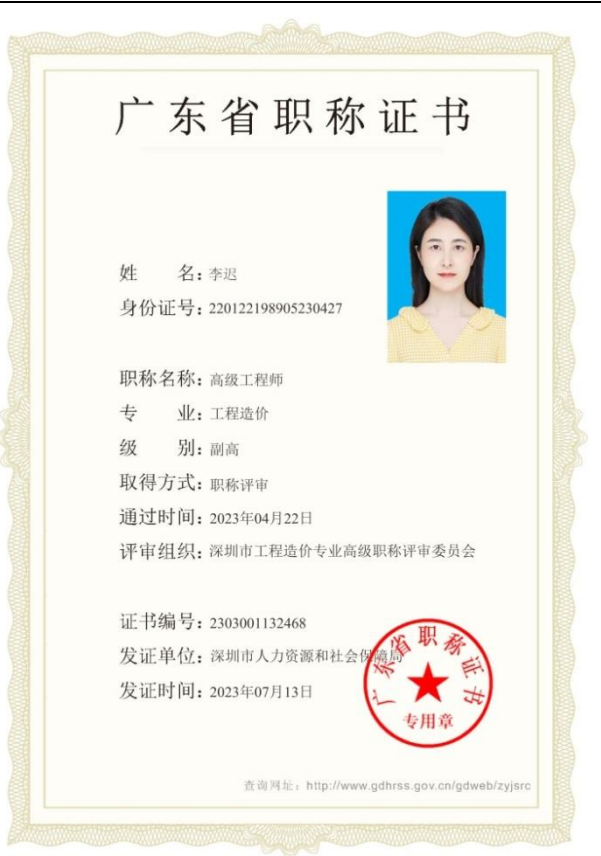 广东省职称证书
姓 名：李迟
身份证号：220122198905230427
职称名称：高级工程师
专 业：工程造价
级 别：副高
取得方式：职称评审
通过时间：2023年04月22日
评审组织：深圳市工程造价专业高级职称评审委员会
证书编号：2303001132468
发证单位：深圳市人力资源和社会保障局
发证时间：2023年07月13日
广东省职称证书
专用章
查询网址：http://www.gdhrss.gov.cn/gdweb/zyjsrc